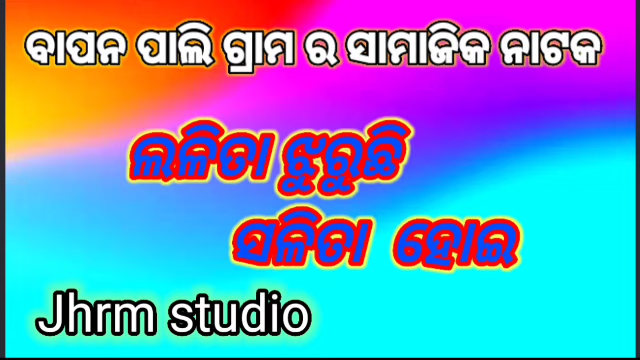 ବାପନ ପାଲି ଗ୍ରାମ ର ସାମାଜିକ ନାଟକ
ଲଳିତା ଝୁରୁଛି
ସଳିତା ହୋଇ
Jhrm studio